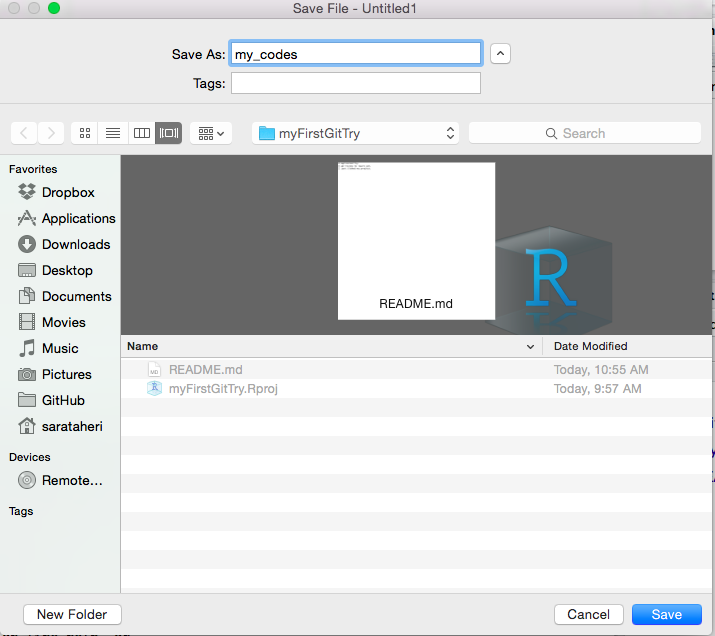 Save File - Untitled1
Save As: my_codes
Tags:
myFirstGitTry
Search
Favorites
Dropbox
Applications
Downloads
Desktop
Documents
Movies
Music
Pictures
GitHub
sarataheri
Devices
Remote...
Tags
README.md
R
Name Date Modified
README.md Today, 10:55 AM
myFirstGitTry.Rproj Today, 9:57 AM
New Folder Cancel Save